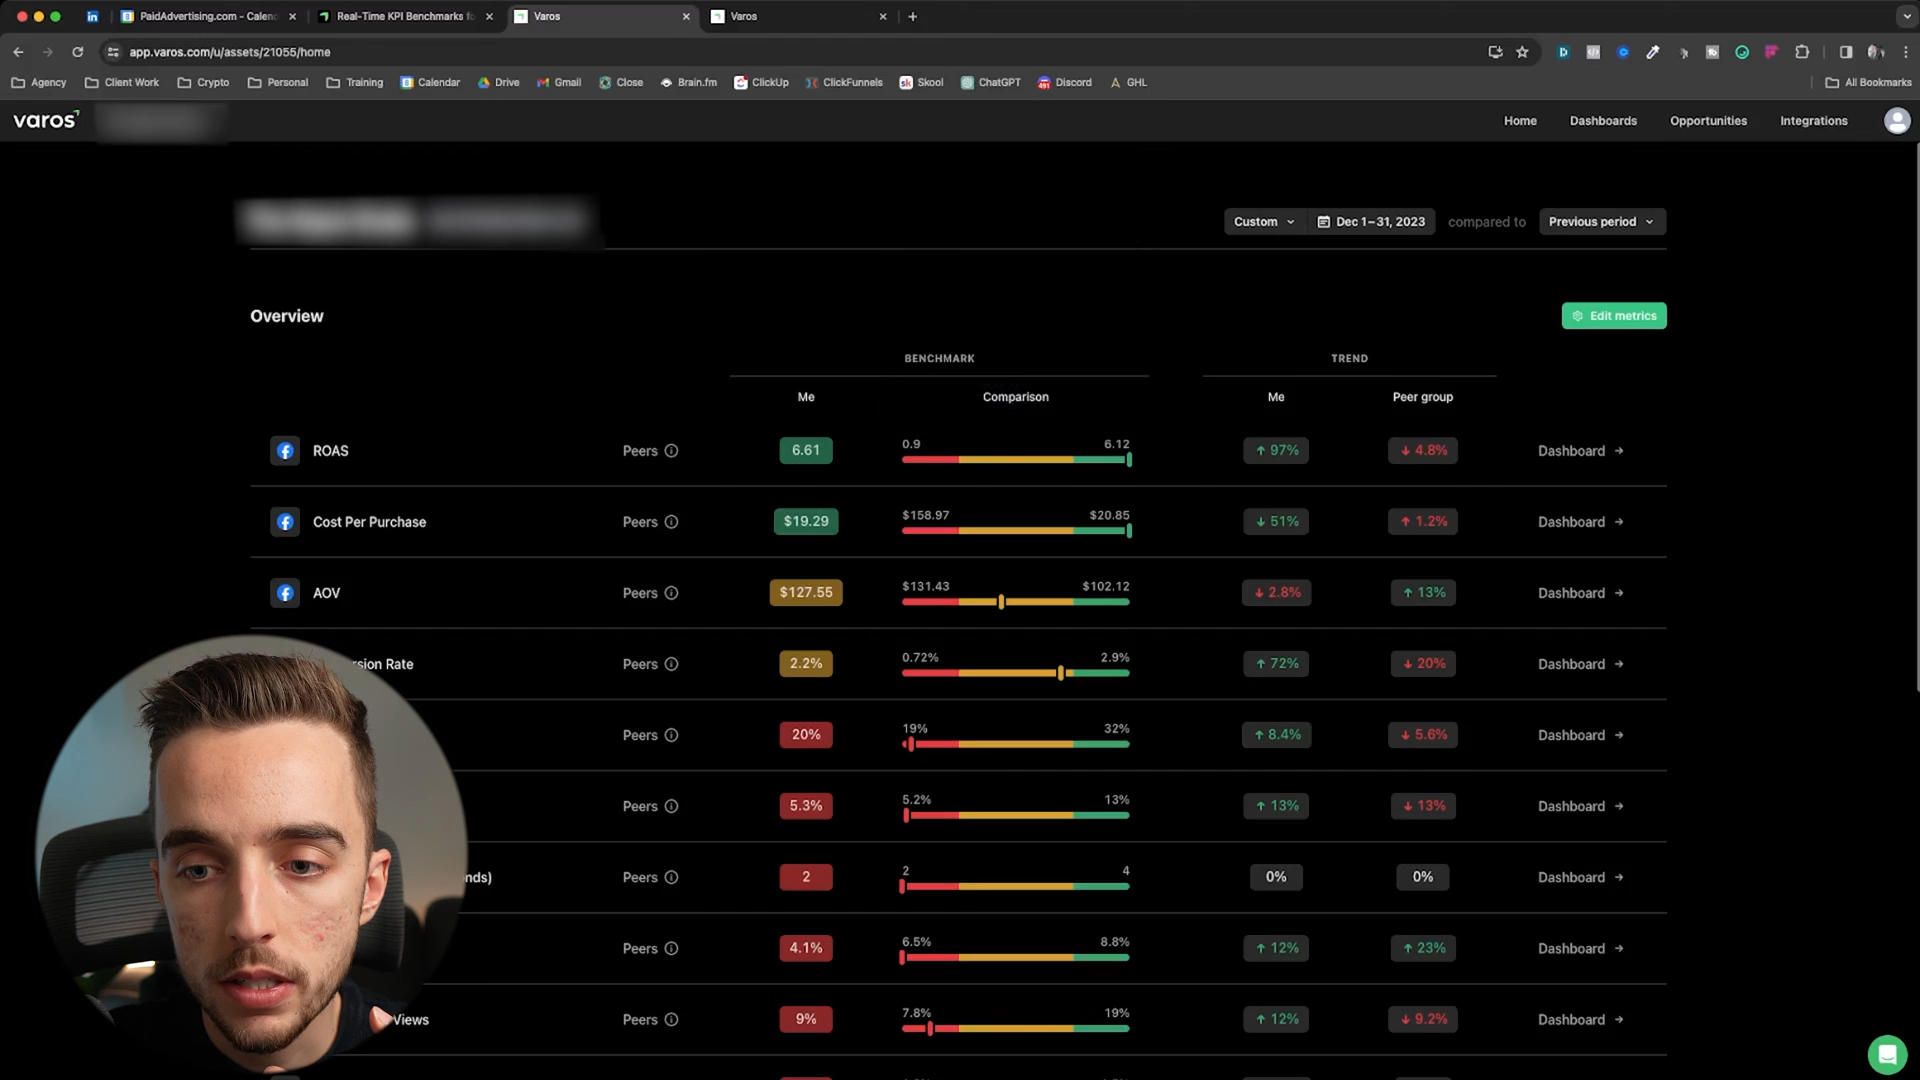 PaidAdvertising.com - Calend
Real-Time KPI Benchmarks fo
Varos
Varos
app.varos.com/u/assets/21055/home
Agency
Client Work
Crypto
Personal
Training
Calendar
Drive
Gmail
Close
Brain.fm
ClickUp
ClickFunnels
Skool
ChatGPT
Discord
GHL
All Bookmarks
varos
Home
Dashboards
Opportunities
Integrations
Custom
Dec 1–31, 2023
compared to
Previous period
Overview
Edit metrics
BENCHMARK
TREND
Me
Comparison
Me
Peer group
ROAS
Peers
6.61
0.9
6.12
↑ 97%
↓ 4.8%
Dashboard →
Cost Per Purchase
Peers
$19.29
$158.97
$20.85
↓ 51%
↑ 1.2%
Dashboard →
AOV
Peers
$127.55
$131.43
$102.12
↓ 2.8%
↑ 13%
Dashboard →
rsion Rate
Peers
2.2%
0.72%
2.9%
↑ 72%
↓ 20%
Dashboard →
Peers
20%
19%
32%
↑ 8.4%
↓ 5.6%
Dashboard →
Peers
5.3%
5.2%
13%
↑ 13%
↓ 13%
Dashboard →
nds)
Peers
2
2
4
0%
0%
Dashboard →
Peers
4.1%
6.5%
8.8%
↑ 12%
↑ 23%
Dashboard →
Views
Peers
9%
7.8%
19%
↑ 12%
↓ 9.2%
Dashboard →